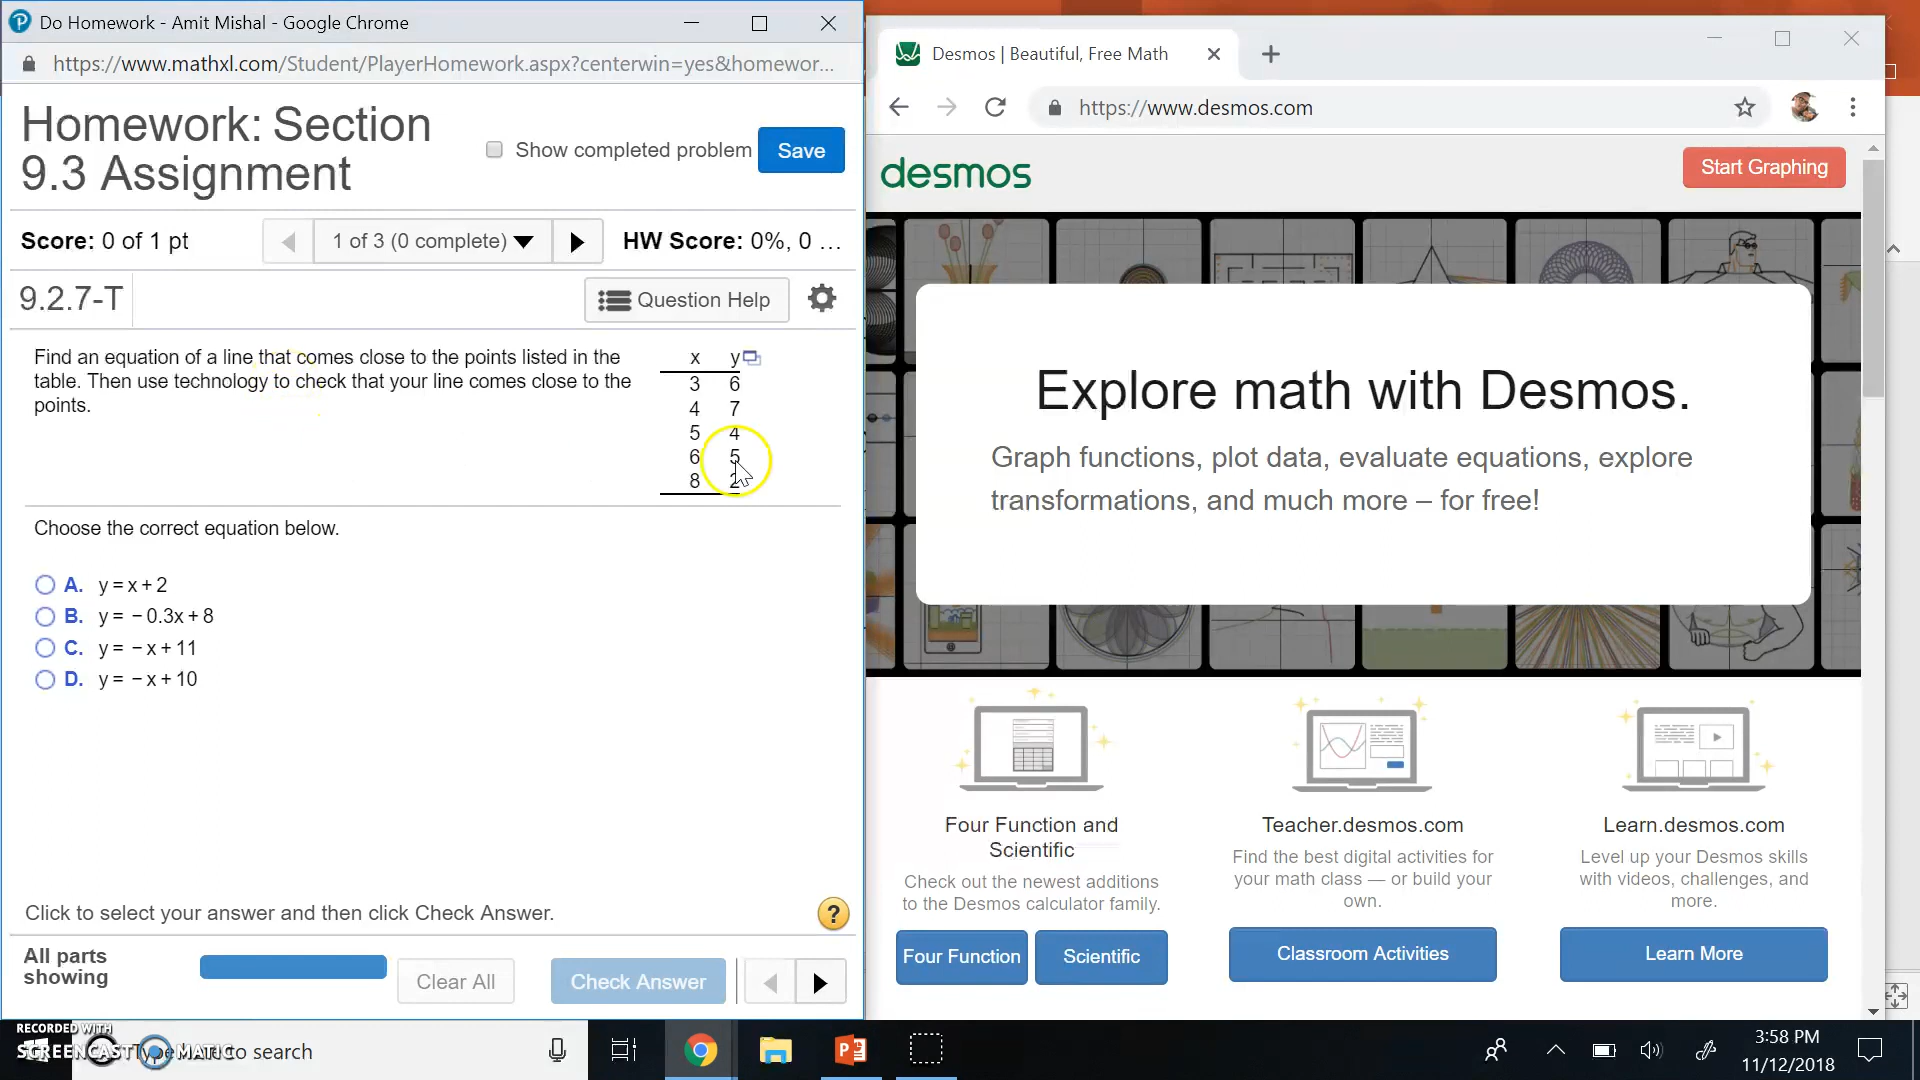 Do Homework - Amit Mishal - Google Chrome
https://www.mathxl.com/Student/PlayerHomework.aspx?centerwin=yes&homewor...
Homework: Section
9.3 Assignment
Show completed problem
Save
Score: 0 of 1 pt
1 of 3 (0 complete)
HW Score: 0%, 0 ...
9.2.7-T
Question Help
Find an equation of a line that comes close to the points listed in the
table. Then use technology to check that your line comes close to the
points.
x y
3 6
4 7
5 4
6 5
8 2
Choose the correct equation below.
A. y = x + 2
B. y = − 0.3x + 8
C. y = − x + 11
D. y = − x + 10
Click to select your answer and then click Check Answer.
?
All parts
showing
Clear All
Check Answer
Desmos | Beautiful, Free Math
https://www.desmos.com
desmos
Start Graphing
Explore math with Desmos.
Graph functions, plot data, evaluate equations, explore
transformations, and much more – for free!
Four Function and
Scientific
Check out the newest additions
to the Desmos calculator family.
Four Function
Scientific
Teacher.desmos.com
Find the best digital activities for
your math class — or build your
own.
Classroom Activities
Learn.desmos.com
Level up your Desmos skills
with videos, challenges, and
more.
Learn More
RECORDED WITH
SCREENCAST MATIC
Type here to search
3:58 PM
11/12/2018